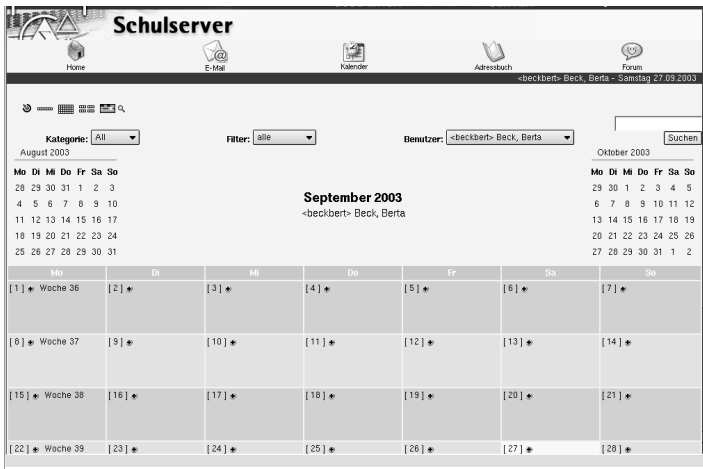 Schulserver
Home E-Mail Kalender Adressbuch Forum
<beckbert> Beck, Berta - Samstag 27.09.2003
Kategorie: All Filter: alle Benutzer: <beckbert> Beck, Berta Suchen
August 2003
Mo Di Mi Do Fr Sa So
28 29 30 31 1 2 3
4 5 6 7 8 9 10
11 12 13 14 15 16 17
18 19 20 21 22 23 24
25 26 27 28 29 30 31
September 2003
<beckbert> Beck, Berta
Oktober 2003
Mo Di Mi Do Fr Sa So
29 30 1 2 3 4 5
6 7 8 9 10 11 12
13 14 15 16 17 18 19
20 21 22 23 24 25 26
27 28 29 30 31 1 2
Mo Di Mi Do Fr Sa So
[ 1 ] Woche 36 [ 2 ] [ 3 ] [ 4 ] [ 5 ] [ 6 ] [ 7 ]
[ 8 ] Woche 37 [ 9 ] [ 10 ] [ 11 ] [ 12 ] [ 13 ] [ 14 ]
[ 15 ] Woche 38 [ 16 ] [ 17 ] [ 18 ] [ 19 ] [ 20 ] [ 21 ]
[ 22 ] Woche 39 [ 23 ] [ 24 ] [ 25 ] [ 26 ] [ 27 ] [ 28 ]